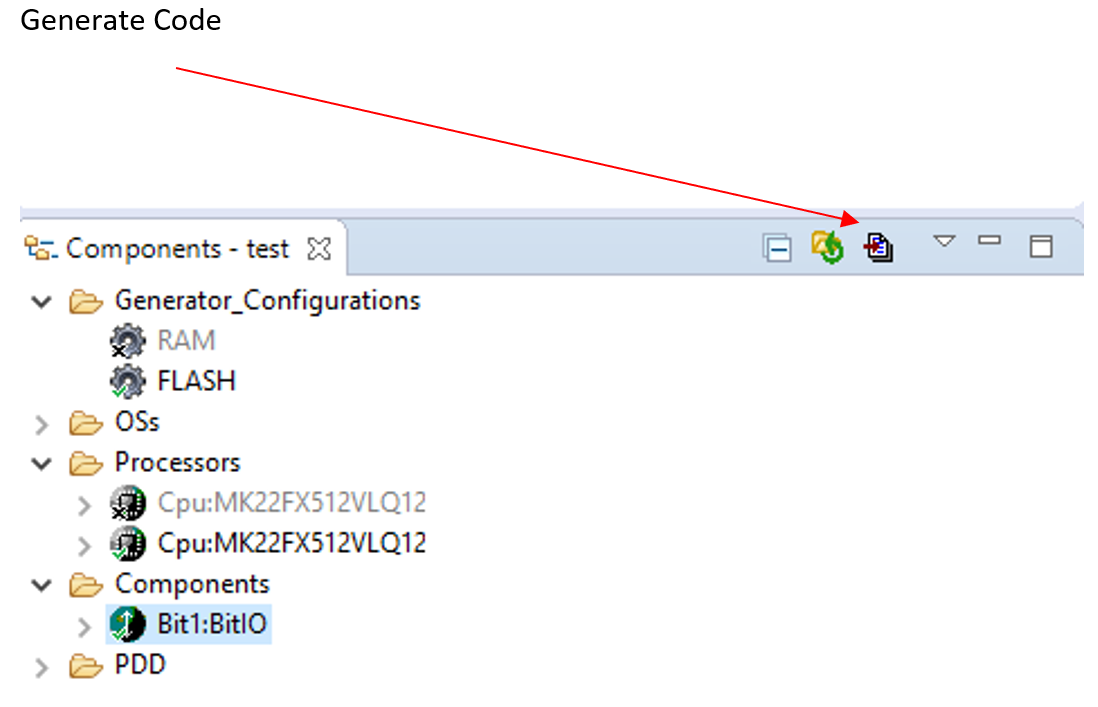 Generate Code
Components - test
Generator_Configurations
RAM
FLASH
OSs
Processors
Cpu:MK22FX512VLQ12
Cpu:MK22FX512VLQ12
Components
Bit1:BitIO
PDD